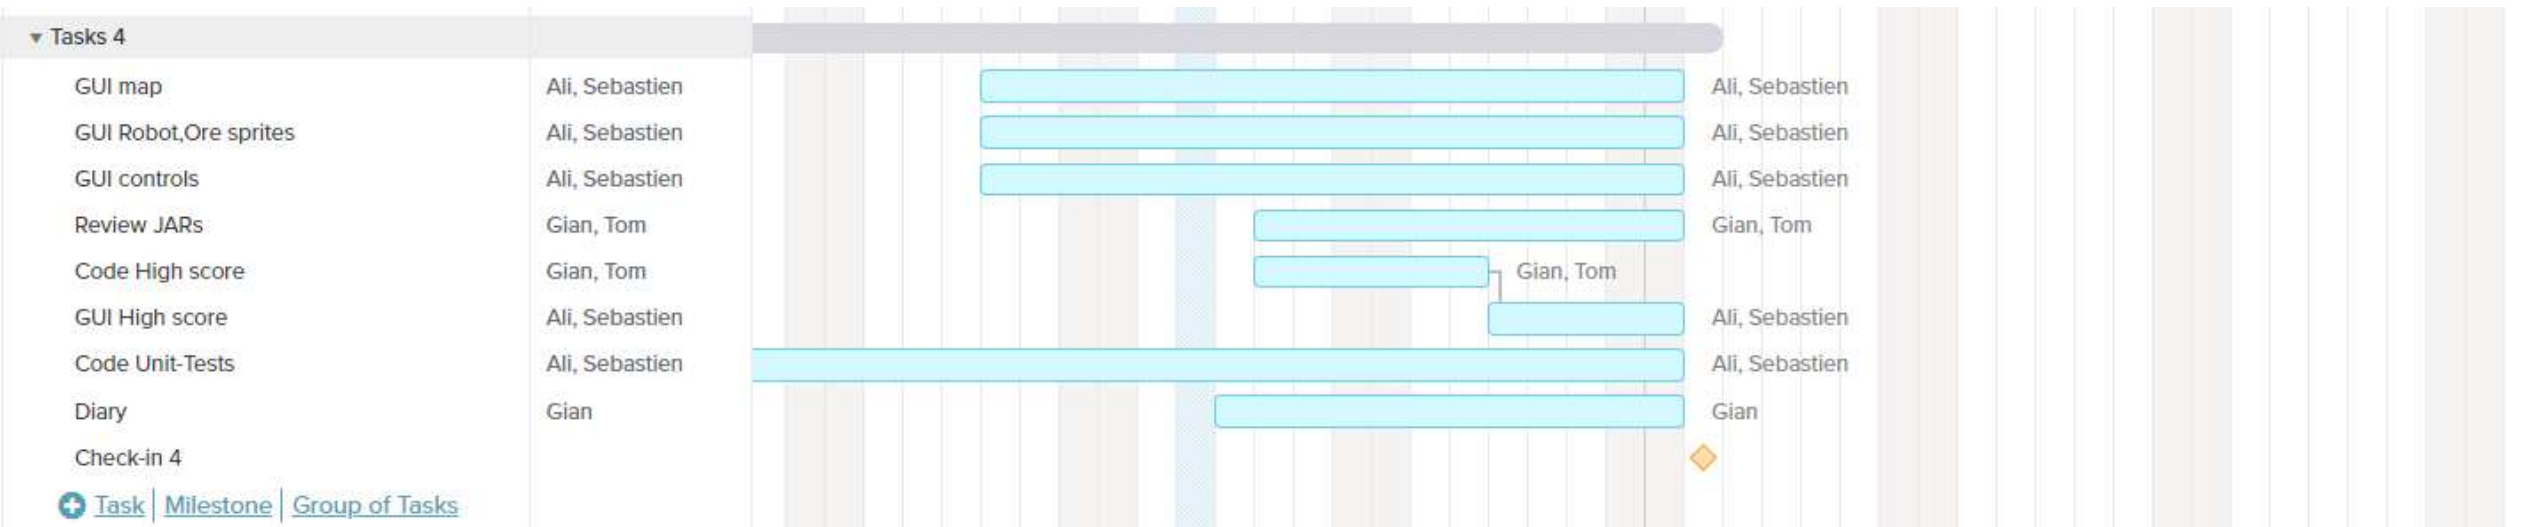 Tasks 4
GUI map Ali, Sebastien Ali, Sebastien
GUI Robot,Ore sprites Ali, Sebastien Ali, Sebastien
GUI controls Ali, Sebastien Ali, Sebastien
Review JARs Gian, Tom Gian, Tom
Code High score Gian, Tom Gian, Tom
GUI High score Ali, Sebastien Ali, Sebastien
Code Unit-Tests Ali, Sebastien Ali, Sebastien
Diary Gian Gian
Check-in 4
Task | Milestone | Group of Tasks